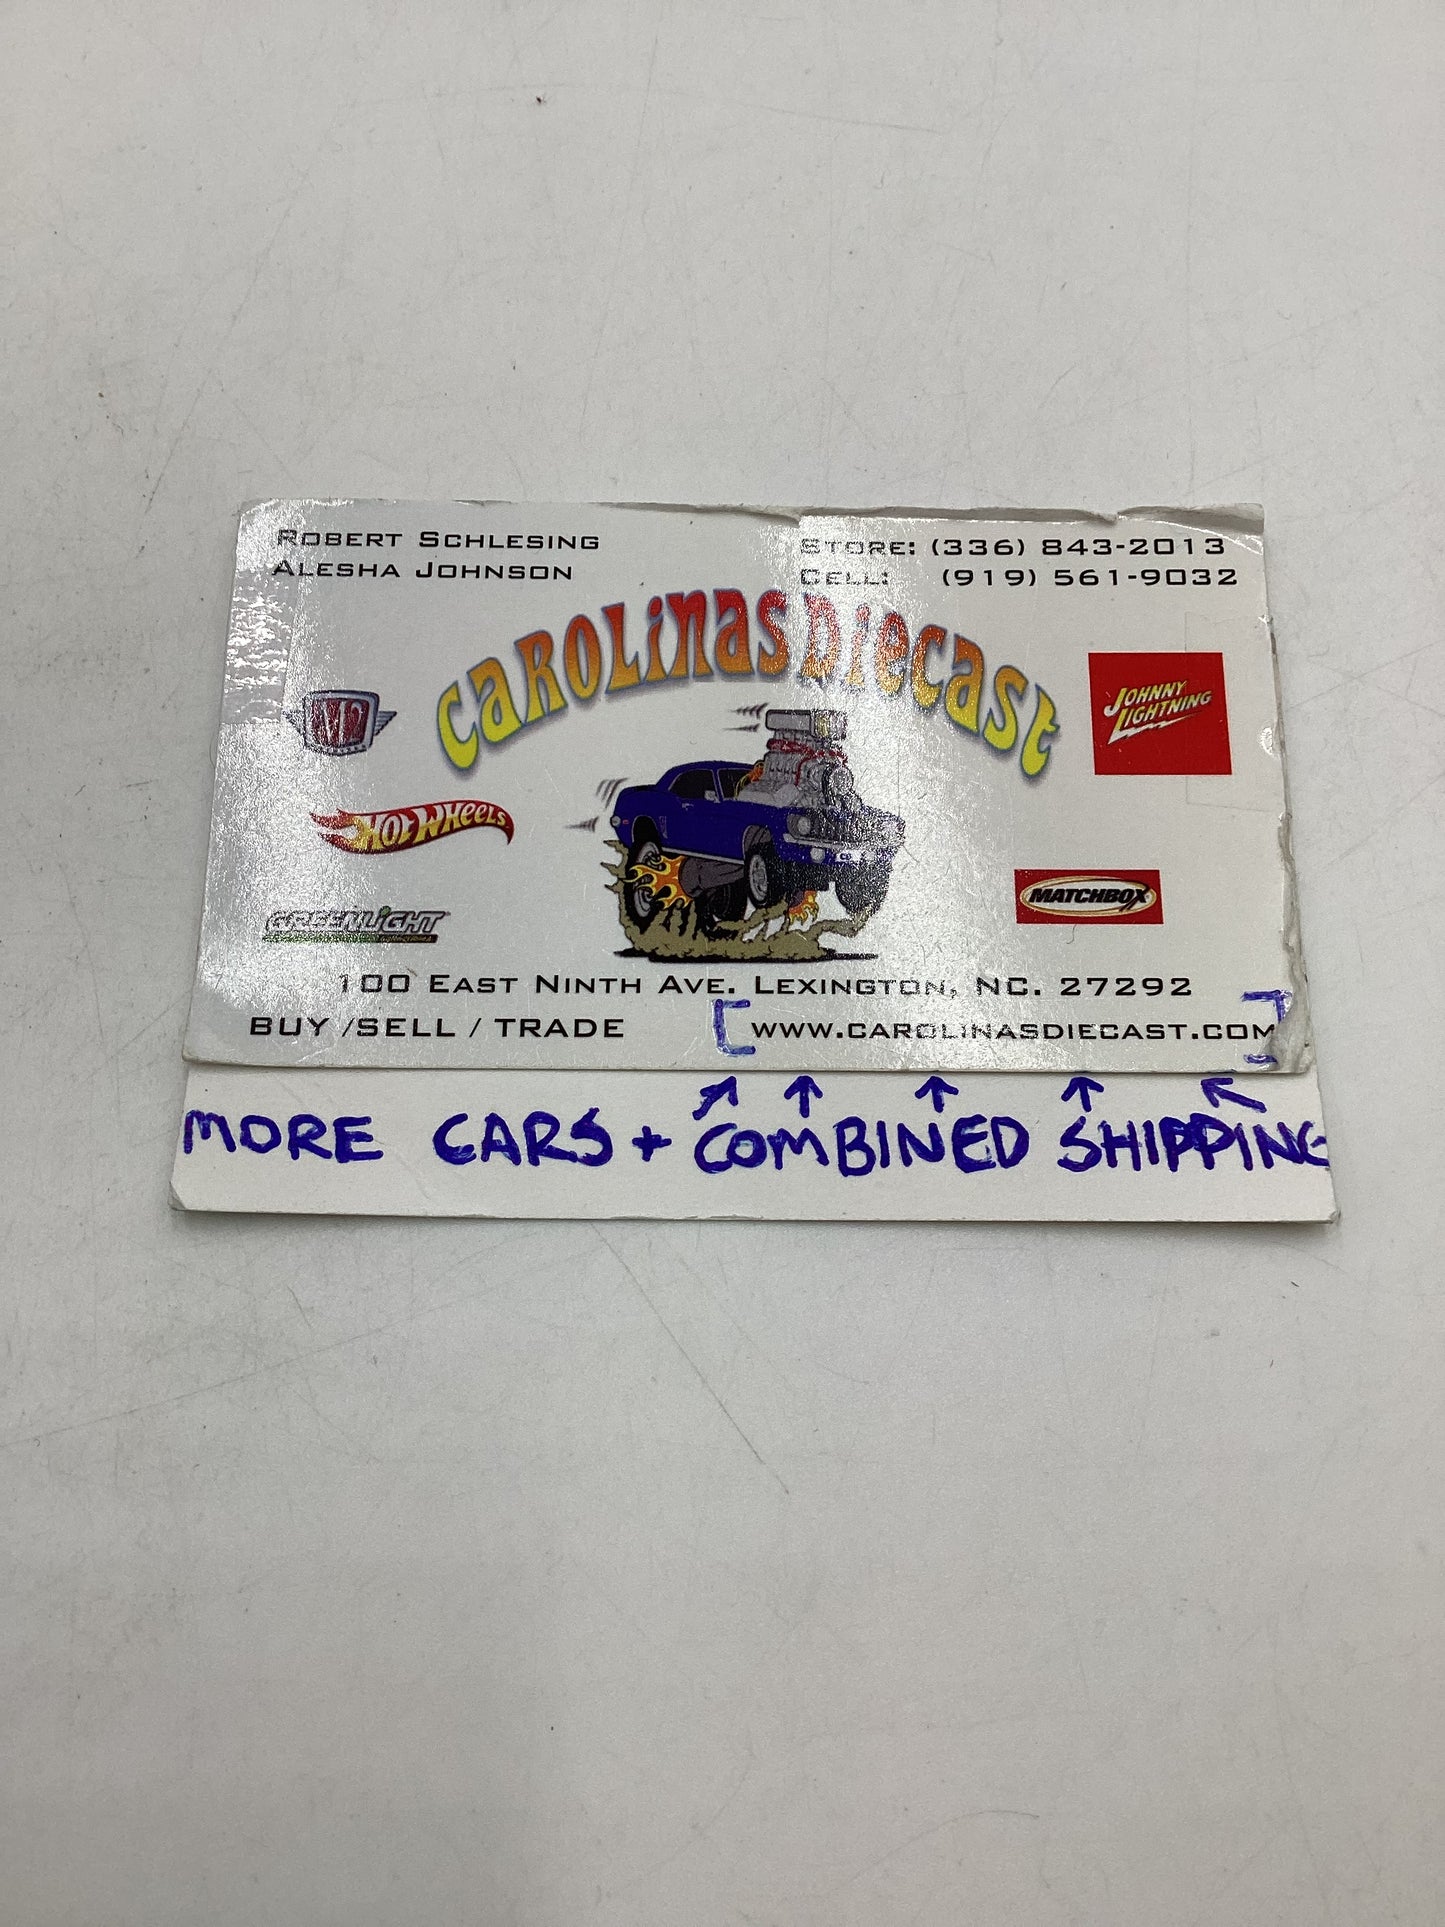 ROBERT SCHLESING
ALESHA JOHNSON
STORE: (336) 843-2013
CELL: (919) 561-9032
CAROLINAS DIECAST
M2
JOHNNY LIGHTNING
HOT WHEELS
MATCHBOX
GREENLIGHT
100 EAST NINTH AVE. LEXINGTON, NC. 27292
BUY /SELL / TRADE
WWW.CAROLINASDIECAST.COM
MORE CARS + COMBINED SHIPPING